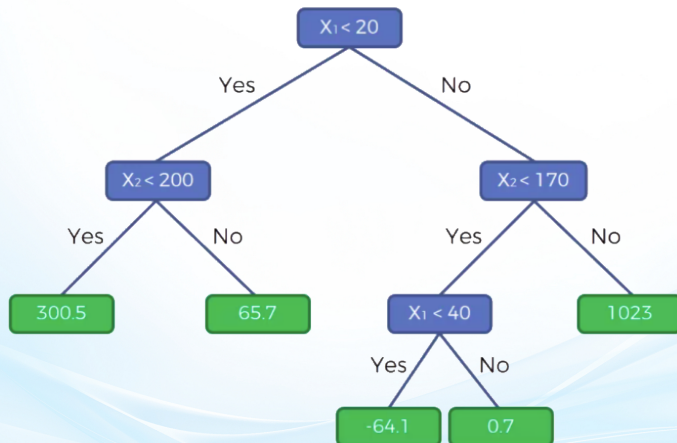 X₁ < 20
Yes
No
X₂ < 200
X₂ < 170
Yes
No
Yes
No
300.5
65.7
X₁ < 40
1023
Yes
No
-64.1
0.7